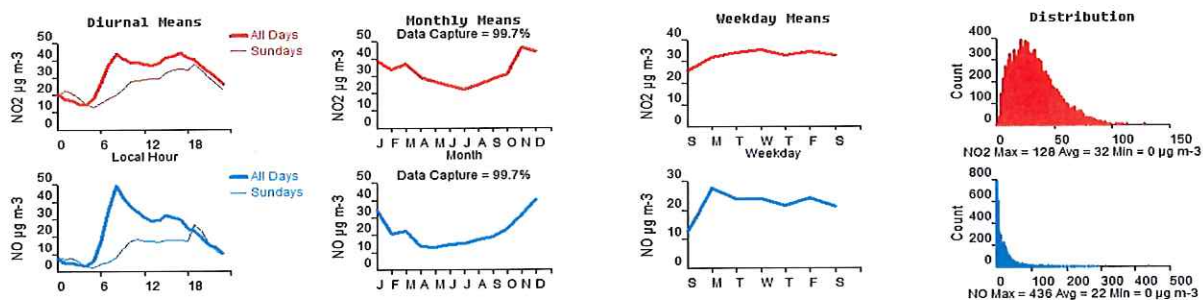 Diurnal Means
50
40
30
20
10
0
NO2 µg m-3
All Days
Sundays
0 6 12 18
Local Hour
50
40
30
20
10
0
NO µg m-3
All Days
Sundays
0 6 12 18
Monthly Means
Data Capture = 99.7%
50
40
30
20
10
0
NO2 µg m-3
J F M A M J J A S O N D
Month
Data Capture = 99.7%
50
40
30
20
10
0
NO µg m-3
J F M A M J J A S O N D
Weekday Means
40
30
20
10
0
NO2 µg m-3
S M T W T F S
Weekday
30
20
10
0
NO µg m-3
S M T W T F S
Distribution
400
200
0
Count
0 50 100 150
NO2 Max = 128 Avg = 32 Min = 0 µg m-3
800
600
400
200
0
Count
0 100 200 300 400 500
NO Max = 436 Avg = 22 Min = 0 µg m-3